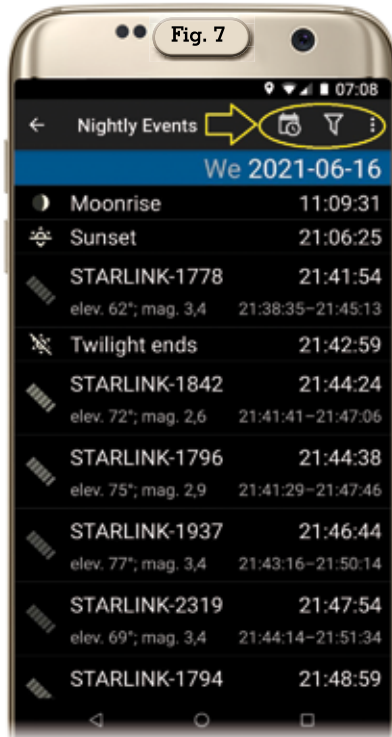 Fig. 7
07:08
Nightly Events
We 2021-06-16
Moonrise 11:09:31
Sunset 21:06:25
STARLINK-1778 21:41:54
elev. 62°; mag. 3,4 21:38:35–21:45:13
Twilight ends 21:42:59
STARLINK-1842 21:44:24
elev. 72°; mag. 2,6 21:41:41–21:47:06
STARLINK-1796 21:44:38
elev. 75°; mag. 2,9 21:41:29–21:47:46
STARLINK-1937 21:46:44
elev. 77°; mag. 3,4 21:43:16–21:50:14
STARLINK-2319 21:47:54
elev. 69°; mag. 3,4 21:44:14–21:51:34
STARLINK-1794 21:48:59